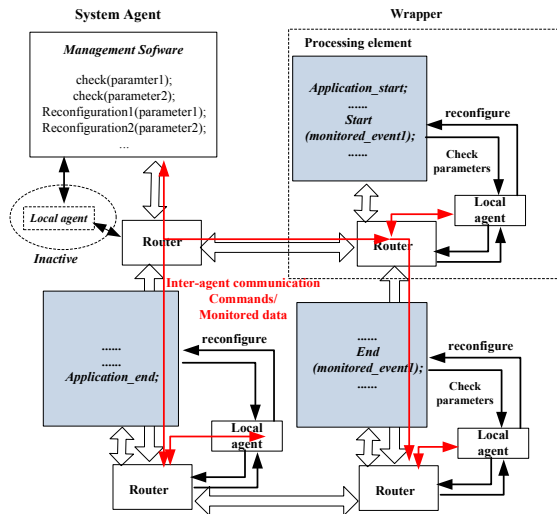 System Agent
Wrapper
Management Sofware
check(paramter1);
check(parameter2);
Reconfiguration1(parameter1);
Reconfiguration2(parameter2);
...
Processing element
Application_start;
......
Start
(monitored_event1);
......
reconfigure
Check
parameters
Local
agent
Local agent
Inactive
Router
Router
Inter-agent communication
Commands/
Monitored data
......
......
Application_end;
reconfigure
Local
agent
Router
......
End
(monitored_event1);
......
reconfigure
Check
parameters
Local
agent
Router